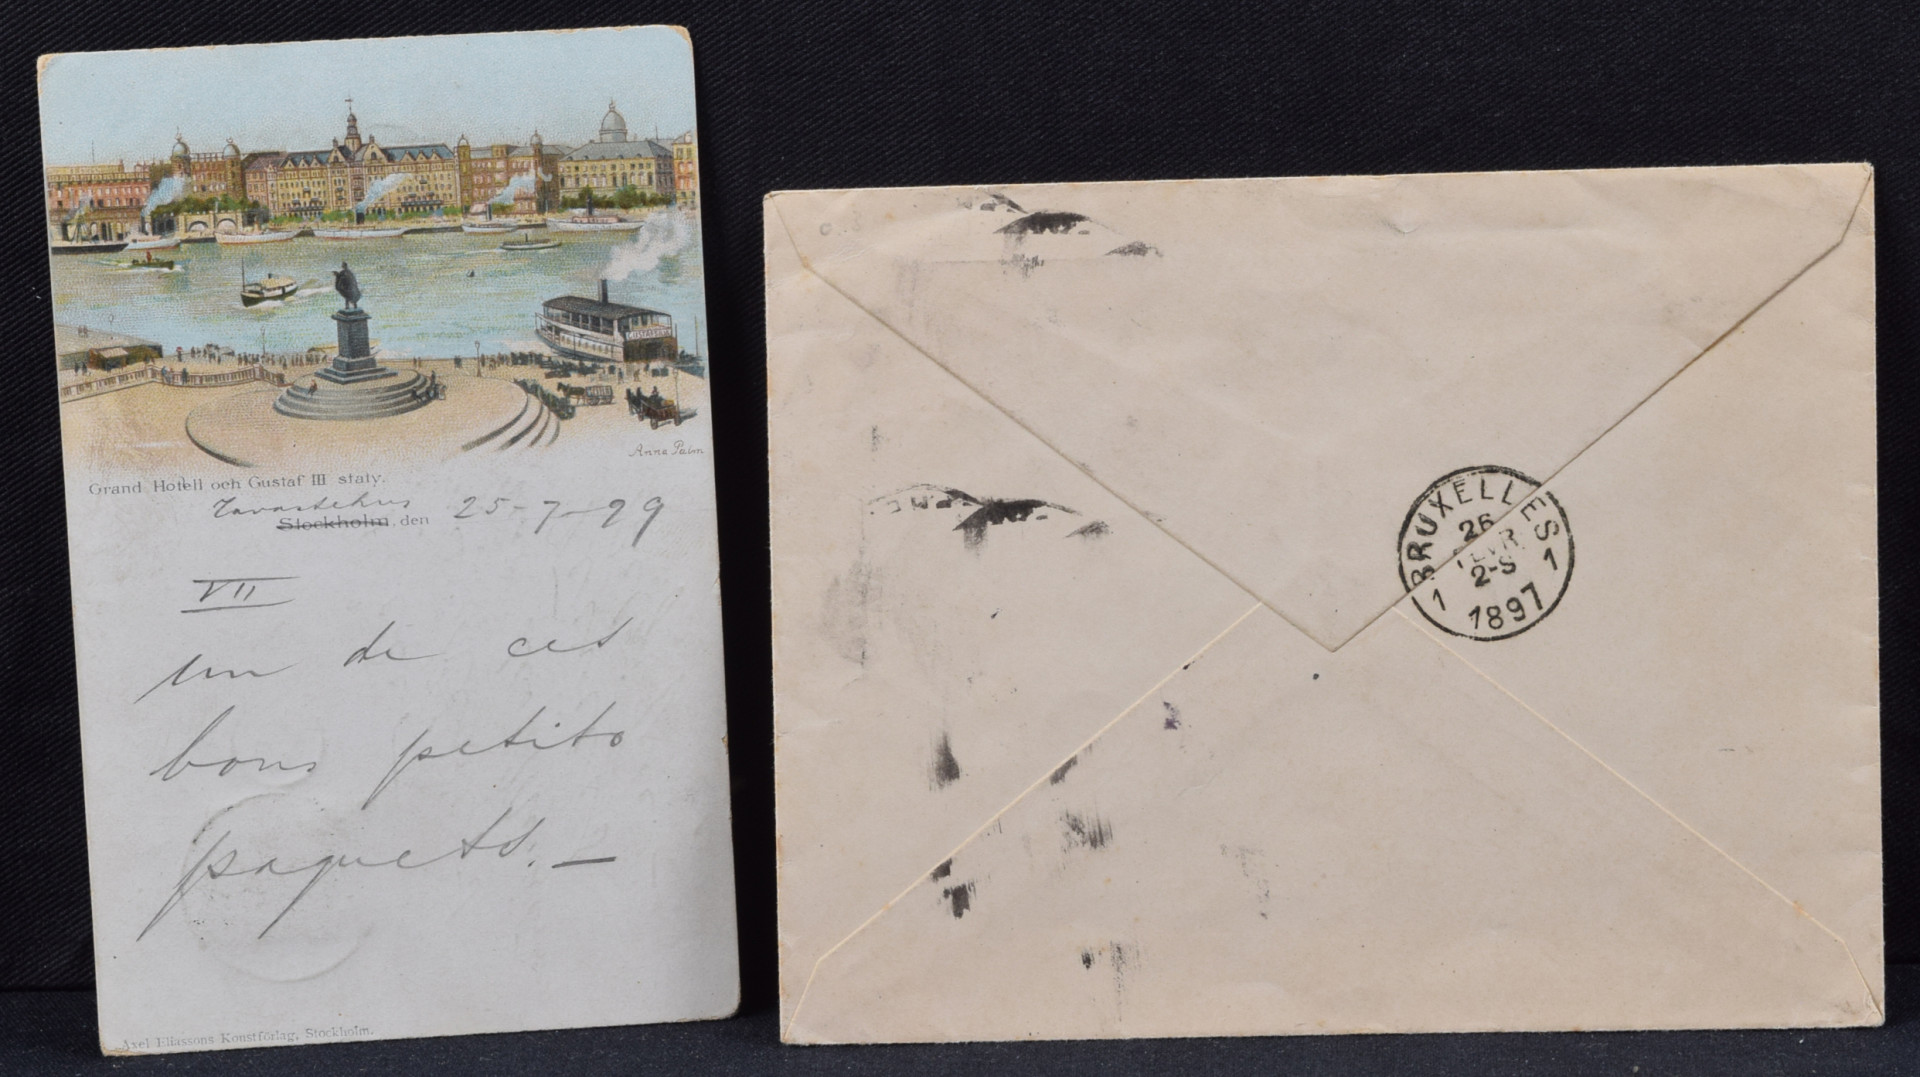 Anna Palm
Grand Hotell och Gustaf III staty.
Tavastehus
Stockholm, den 25-7-99
VII
un de ces
bons petits
paquets. —
Axel Eliassons Konstförlag, Stockholm.
BRUXELLES
26
FEVR
2-S
1 1
1897